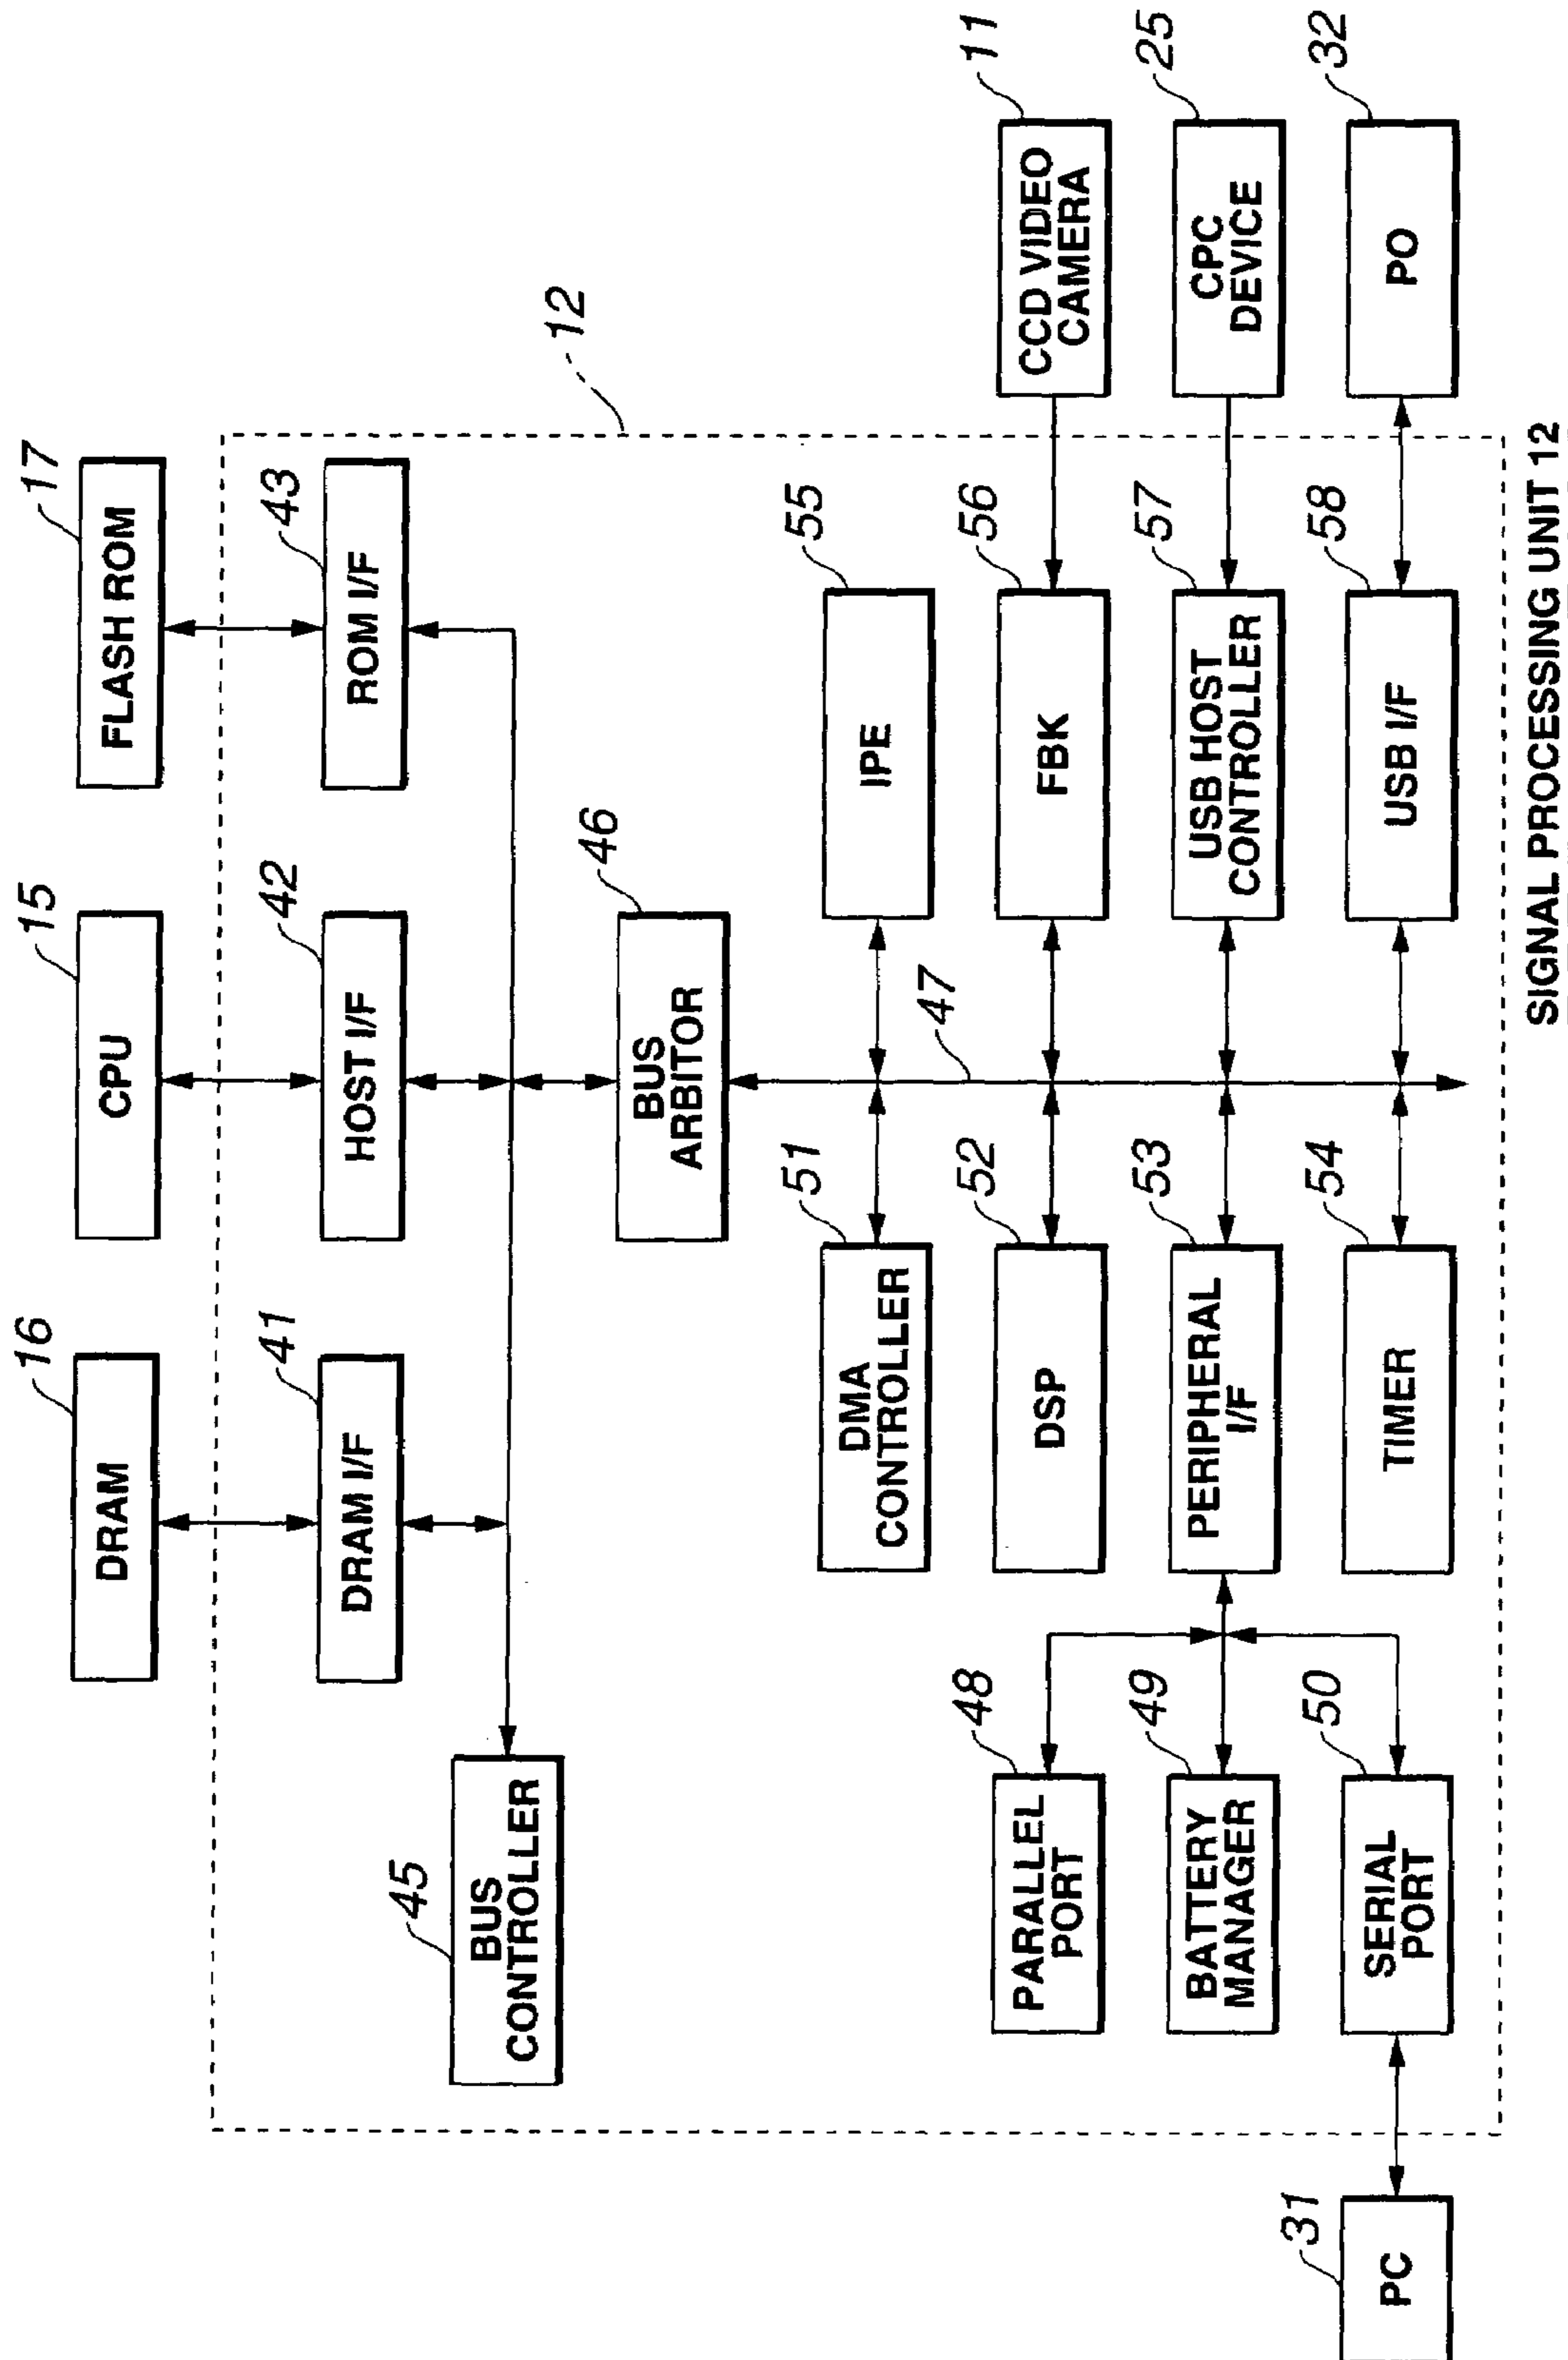 16
DRAM
15
CPU
17
FLASH ROM
12
41
DRAM I/F
42
HOST I/F
43
ROM I/F
45
BUS
CONTROLLER
46
BUS
ARBITOR
47
51
DMA
CONTROLLER
55
IPE
48
PARALLEL
PORT
52
DSP
56
FBK
11
CCD VIDEO
CAMERA
49
BATTERY
MANAGER
53
PERIPHERAL
I/F
57
USB HOST
CONTROLLER
25
CPC
DEVICE
31
PC
50
SERIAL
PORT
54
TIMER
58
USB I/F
32
PO
SIGNAL PROCESSING UNIT 12